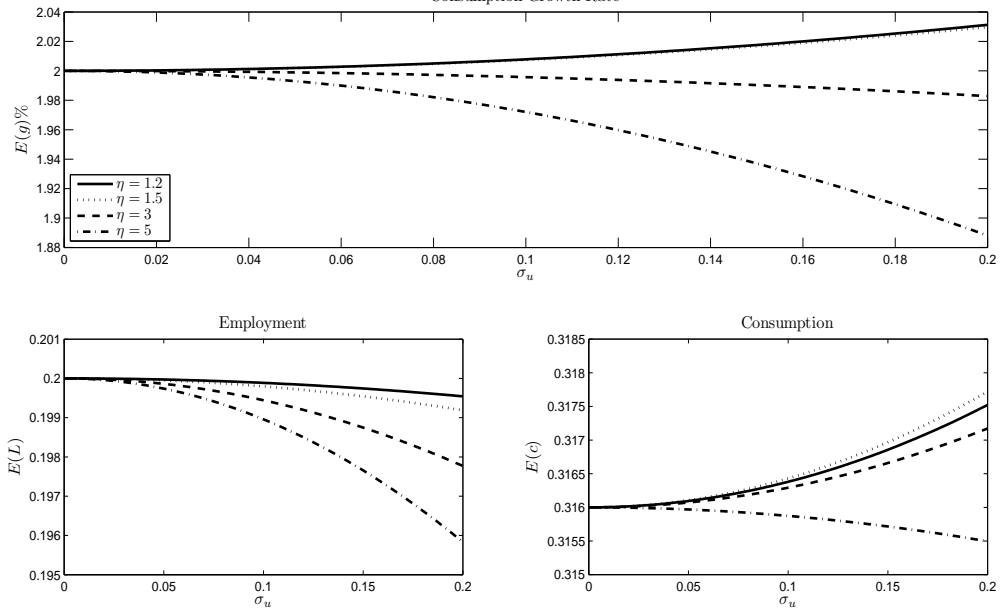 2.04
2.02
2
1.98
1.96
1.94
1.92
1.9
1.88
E(g)%
η = 1.2
η = 1.5
η = 3
η = 5
0 0.02 0.04 0.06 0.08 0.1 0.12 0.14 0.16 0.18 0.2
σu
Employment
0.201
0.2
0.199
0.198
0.197
0.196
0.195
E(L)
0 0.05 0.1 0.15 0.2
σu
Consumption
0.3185
0.318
0.3175
0.317
0.3165
0.316
0.3155
0.315
E(c)
0 0.05 0.1 0.15 0.2
σu